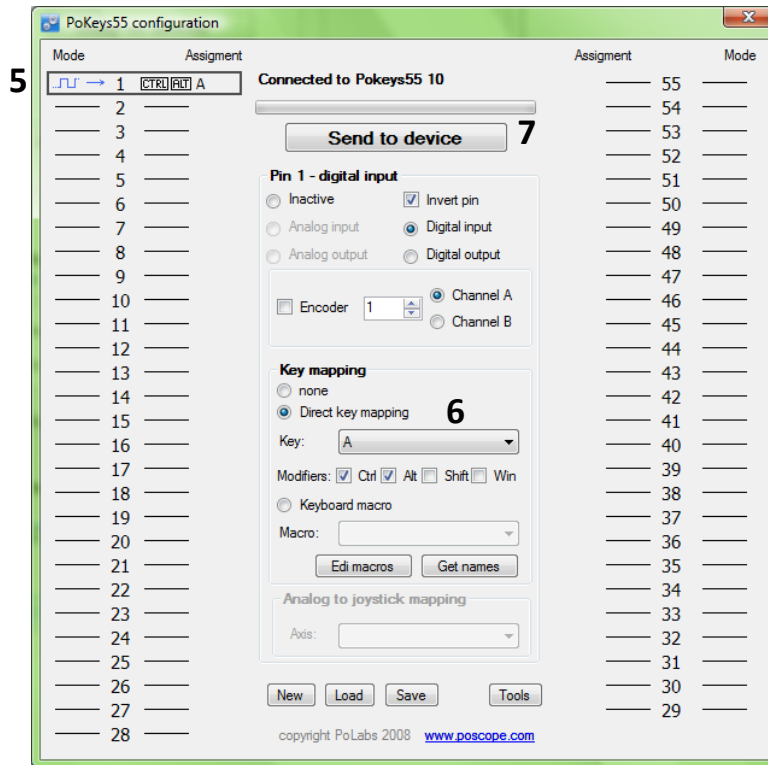 PoKeys55 configuration
Mode Assigment Assigment Mode
5 1 CTRL ALT A Connected to Pokeys55 10 55
2 54
3 Send to device 7 53
4 52
5 Pin 1 - digital input 51
6 Inactive Invert pin 50
7 Analog input Digital input 49
8 Analog output Digital output 48
9 47
10 Encoder 1 Channel A 46
11 Channel B 45
12 44
13 Key mapping 43
14 none 42
15 Direct key mapping 6 41
16 Key: A 40
17 Modifiers: Ctrl Alt Shift Win 39
18 Keyboard macro 38
19 Macro: 37
20 36
21 Edi macros Get names 35
22 Analog to joystick mapping 34
23 33
24 Axis: 32
25 31
26 New Load Save Tools 30
27 29
28 copyright PoLabs 2008 www.poscope.com